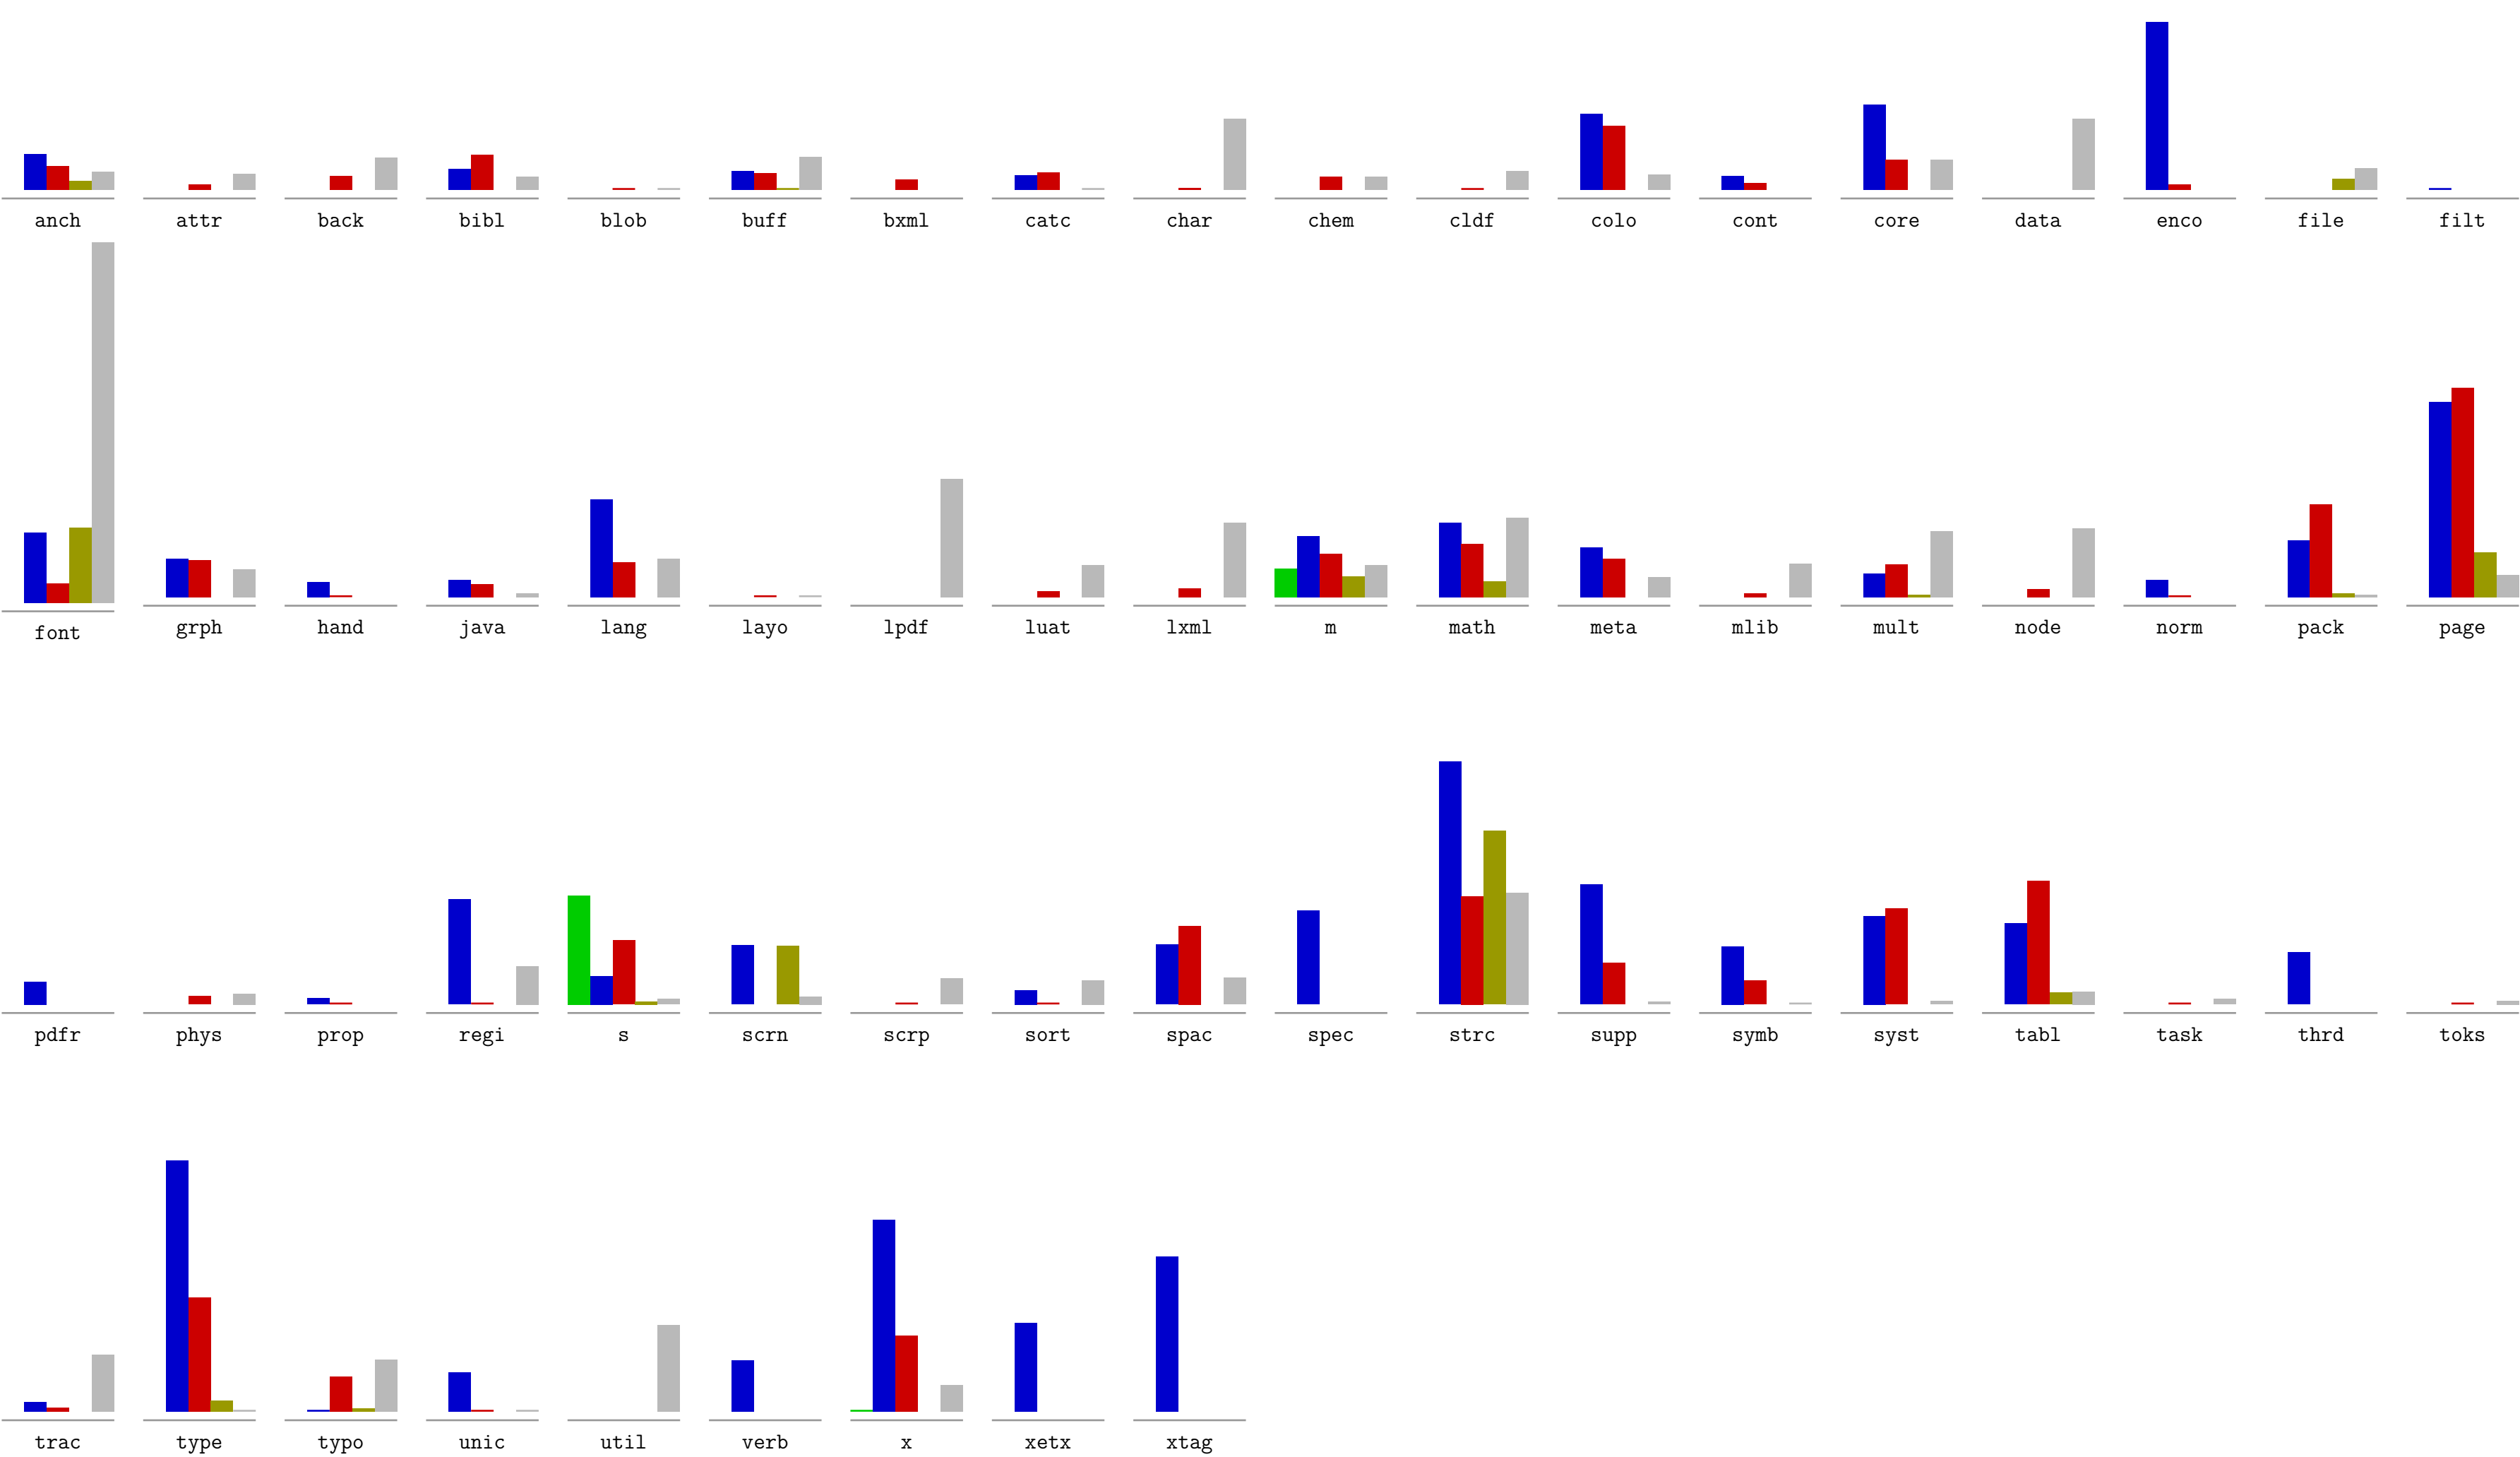 anch attr back bibl blob buff bxml catc char chem cldf colo cont core data enco file filt
font grph hand java lang layo lpdf luat lxml m math meta mlib mult node norm pack page
pdfr phys prop regi s scrn scrp sort spac spec strc supp symb syst tabl task thrd toks
trac type typo unic util verb x xetx xtag